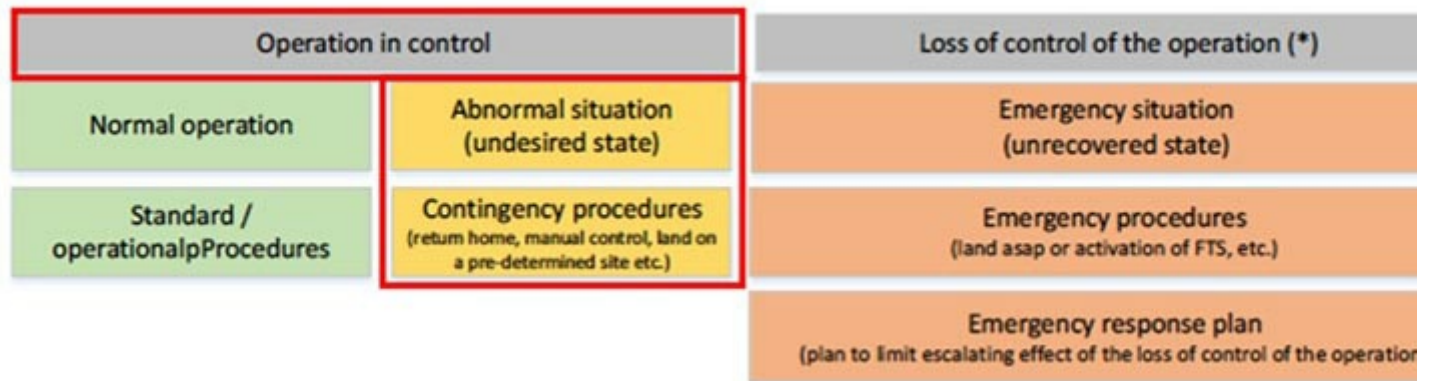 Operation in control
Loss of control of the operation (*)
Normal operation
Abnormal situation
(undesired state)
Emergency situation
(unrecovered state)
Standard /
operationalpProcedures
Contingency procedures
(return home, manual control, land on
a pre-determined site etc.)
Emergency procedures
(land asap or activation of FTS, etc.)
Emergency response plan
(plan to limit escalating effect of the loss of control of the operation